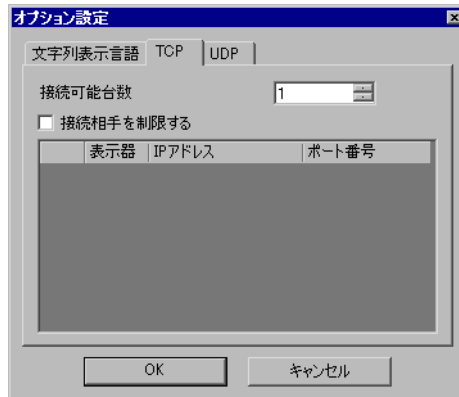 オプション設定
文字列表示言語 TCP UDP
接続可能台数 1
接続相手を制限する
表示器 IPアドレス ポート番号
OK キャンセル